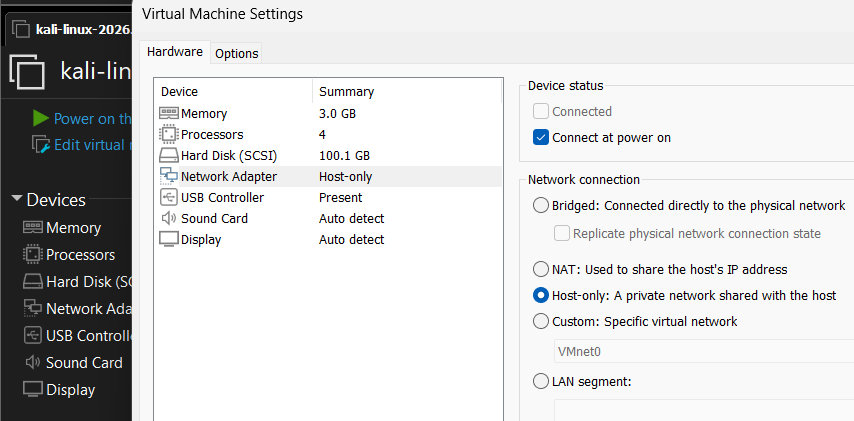 Virtual Machine Settings
kali-linux-2026.
Hardware
Options
kali-lin
Power on th
Edit virtual
Devices
Memory
Processors
Hard Disk (SC
Network Ada
USB Controlle
Sound Card
Display
Device Summary
Memory 3.0 GB
Processors 4
Hard Disk (SCSI) 100.1 GB
Network Adapter Host-only
USB Controller Present
Sound Card Auto detect
Display Auto detect
Device status
Connected
Connect at power on
Network connection
Bridged: Connected directly to the physical network
Replicate physical network connection state
NAT: Used to share the host's IP address
Host-only: A private network shared with the host
Custom: Specific virtual network
VMnet0
LAN segment: